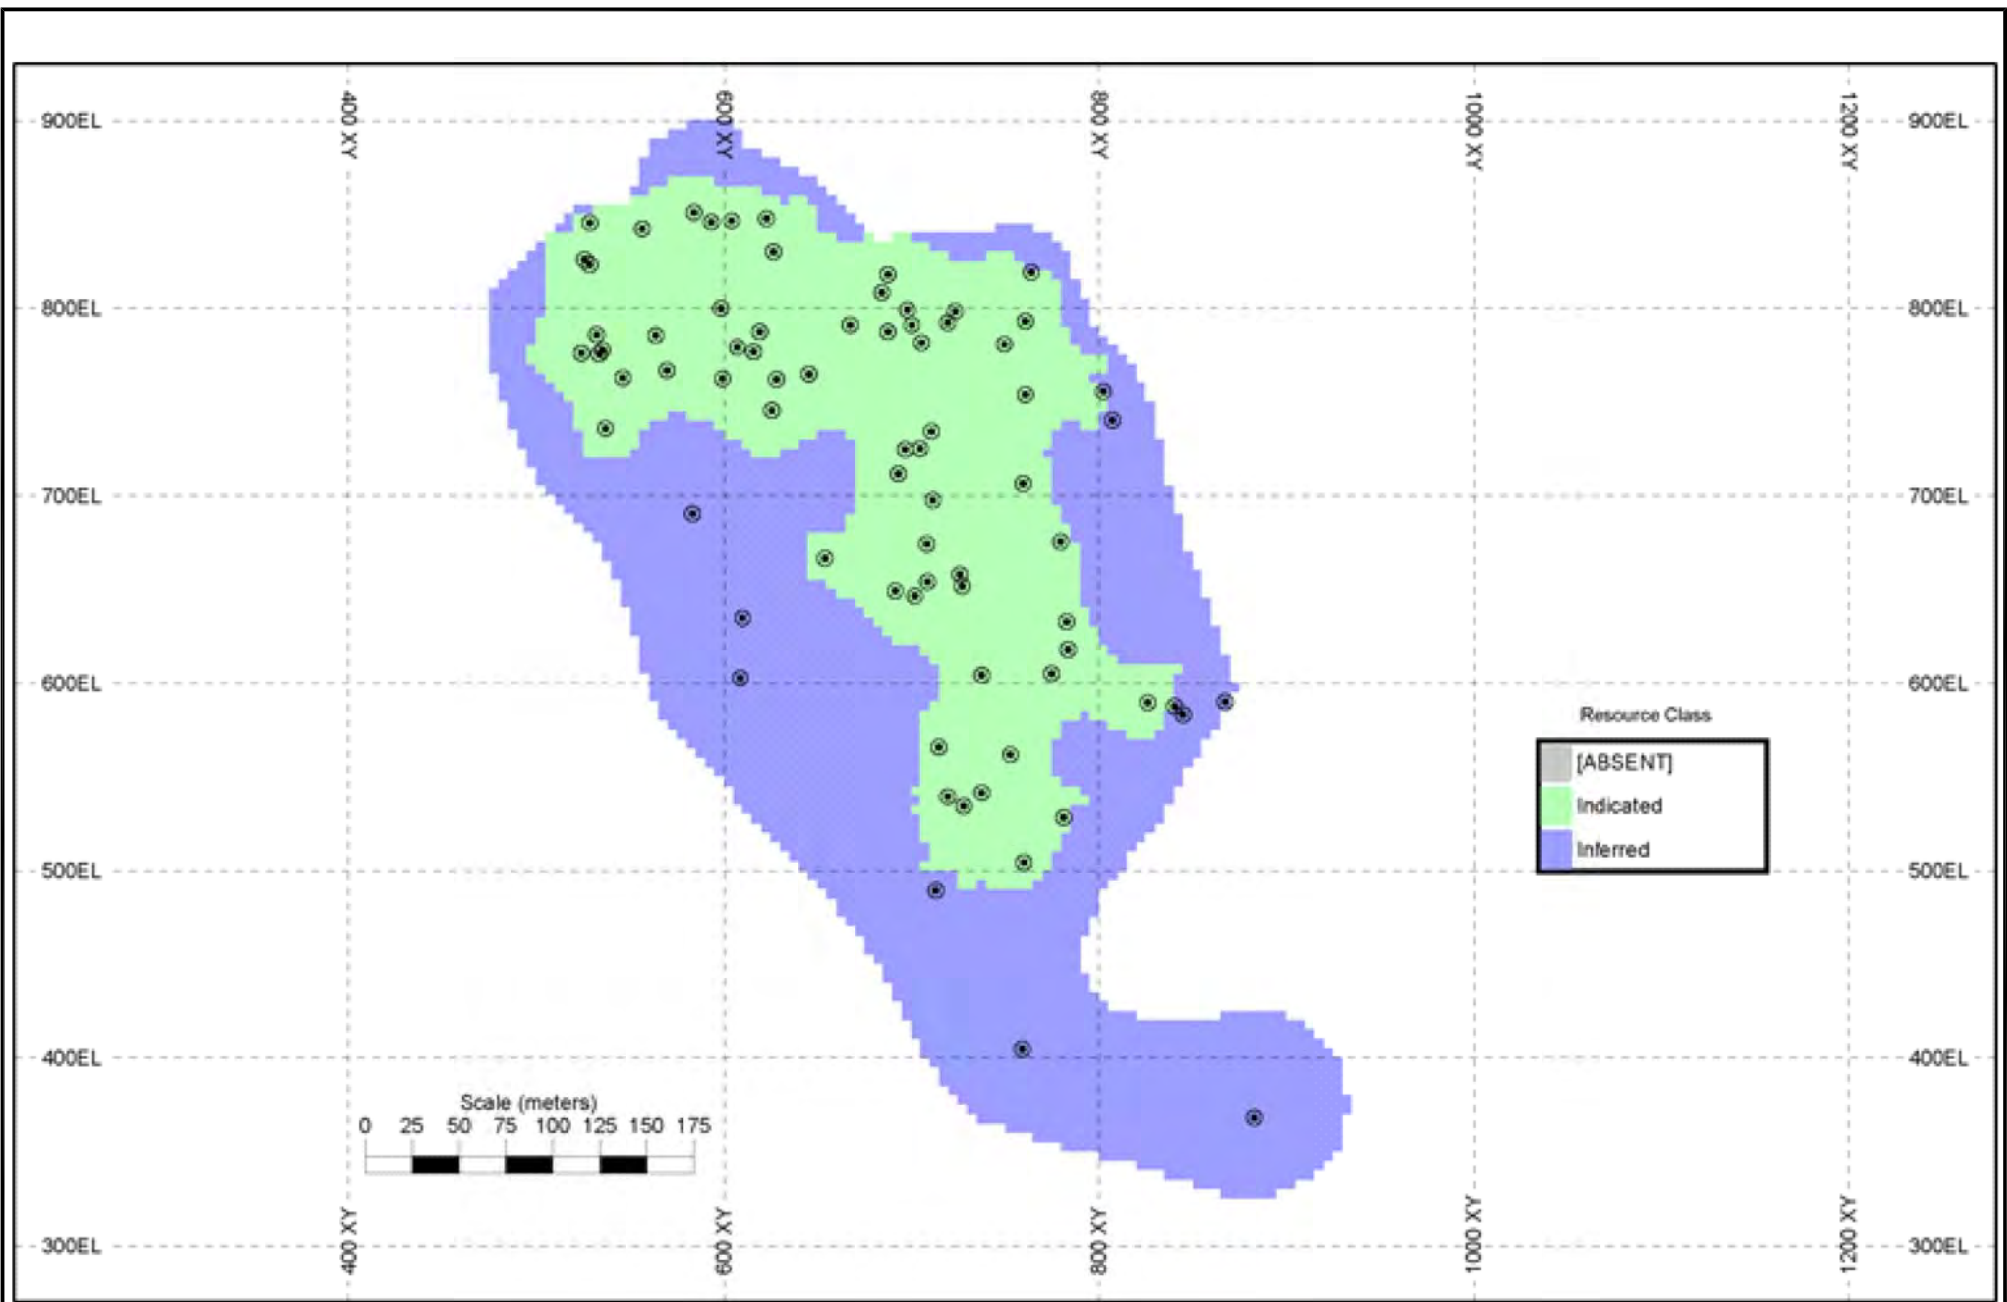 400 XY
600 XY
800 XY
1000 XY
1200 XY
900EL
900EL
800EL
800EL
700EL
700EL
600EL
600EL
Resource Class
[ABSENT]
Indicated
Inferred
500EL
500EL
400EL
400EL
Scale (meters)
0 25 50 75 100 125 150 175
300EL
300EL
400 XY
600 XY
800 XY
1000 XY
1200 XY